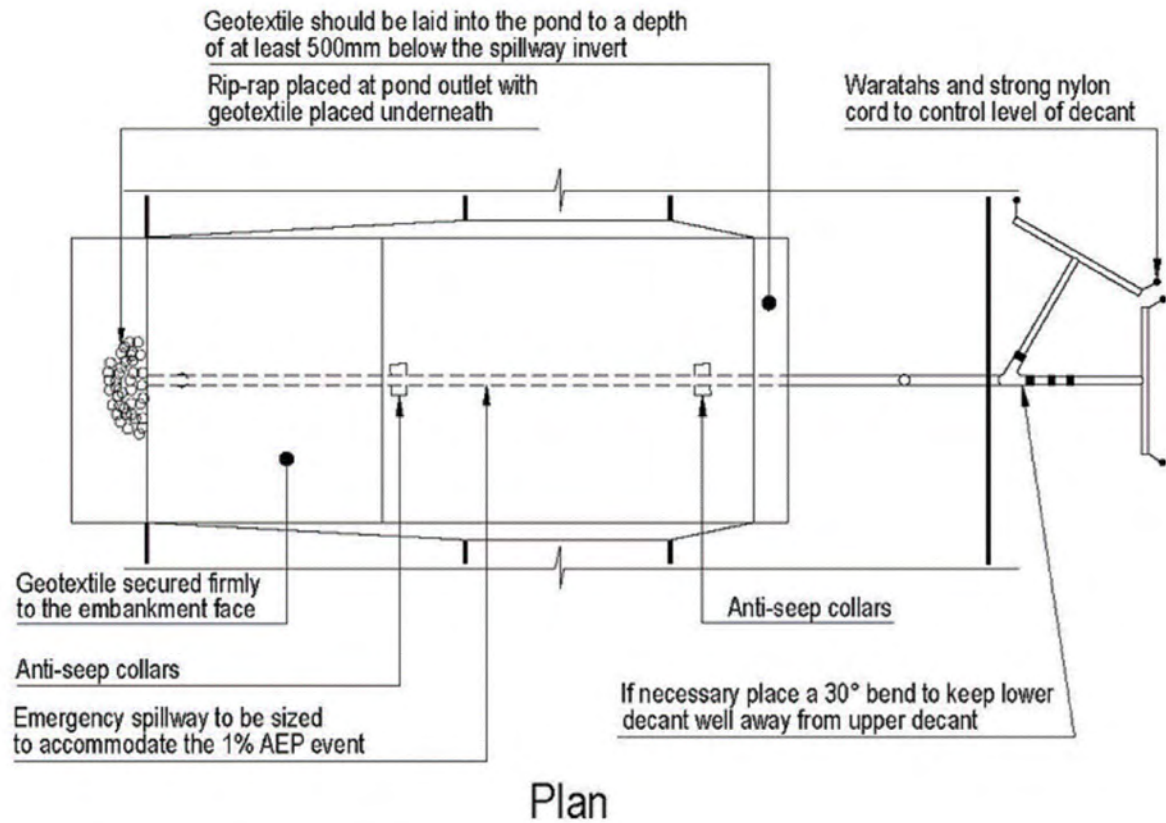 Geotextile should be laid into the pond to a depth
of at least 500mm below the spillway invert
Rip-rap placed at pond outlet with
geotextile placed underneath
Waratahs and strong nylon
cord to control level of decant
Geotextile secured firmly
to the embankment face
Anti-seep collars
Anti-seep collars
Emergency spillway to be sized
to accommodate the 1% AEP event
If necessary place a 30° bend to keep lower
decant well away from upper decant
Plan